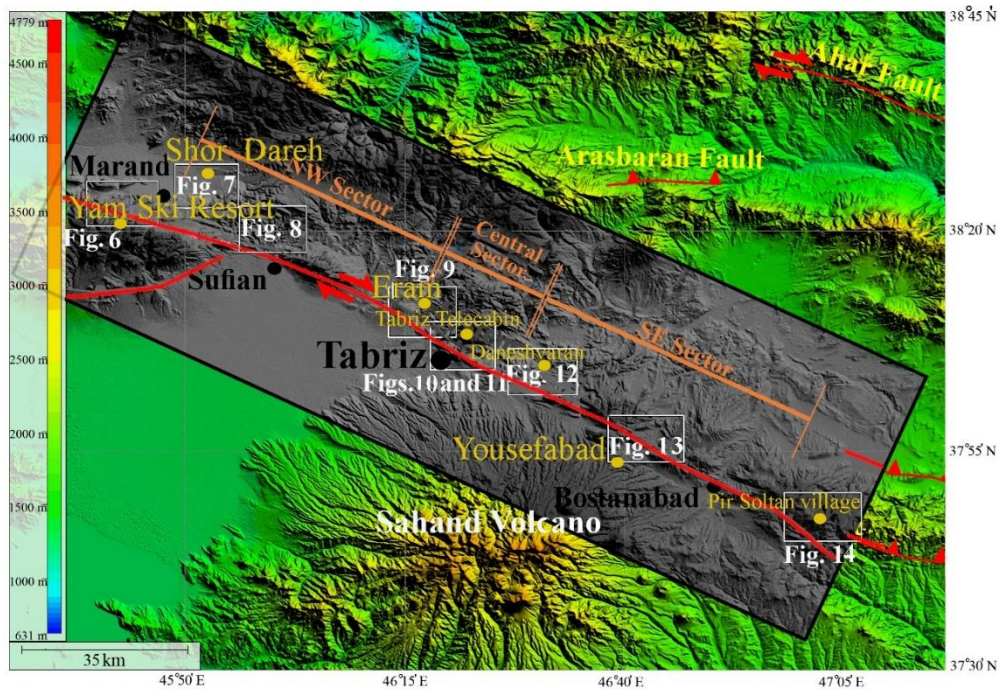 4779 m
4500 m
4000 m
3500 m
3000 m
2500 m
2000 m
1500 m
1000 m
631 m
38°45 N
38°20 N
37°55 N
37°30 N
Ahar Fault
Arasbaran Fault
Marand
Shor Dareh
Fig. 7
NW Sector
Yam Ski Resort
Fig. 6
Fig. 8
Central
Sector
Sufian
Fig. 9
Eram
Tabriz Telecabin
Tabriz
Daneshvaran
SE Sector
Figs.10 and 11
Fig. 12
Yousefabad
Fig. 13
Bostanabad
Pir Soltan village
Sahand Volcano
Fig. 14
35km
45°50 E
46°15 E
46°40 E
47°05 E